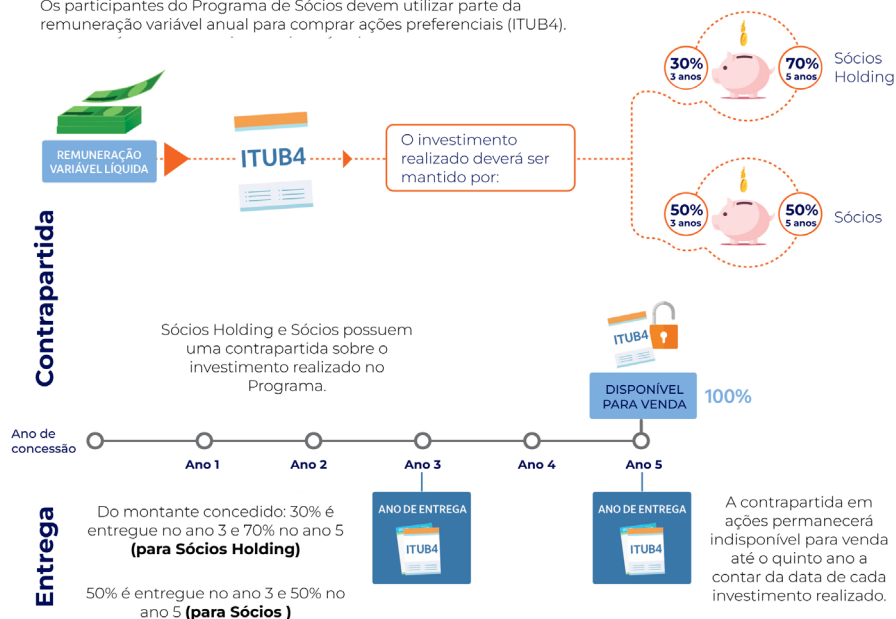 Os participantes do Programa de Sócios devem utilizar parte da
remuneração variável anual para comprar ações preferenciais (ITUB4).
REMUNERAÇÃO
VARIÁVEL LÍQUIDA
ITUB4
O investimento
realizado deverá ser
mantido por:
30%
3 anos
70%
5 anos
Sócios
Holding
50%
3 anos
50%
5 anos
Sócios
Contrapartida
Sócios Holding e Sócios possuem
uma contrapartida sobre o
investimento realizado no
Programa.
ITUB4
DISPONÍVEL
PARA VENDA
100%
Ano de
concessão
Ano 1
Ano 2
Ano 3
Ano 4
Ano 5
Entrega
Do montante concedido: 30% é
entregue no ano 3 e 70% no ano 5
(para Sócios Holding)
50% é entregue no ano 3 e 50% no
ano 5 (para Sócios )
ANO DE ENTREGA
ITUB4
ANO DE ENTREGA
ITUB4
A contrapartida em
ações permanecerá
indisponível para venda
até o quinto ano a
contar da data de cada
investimento realizado.